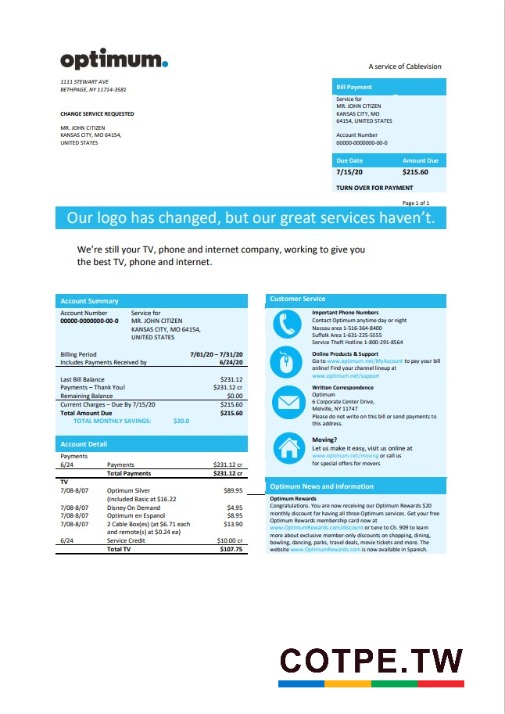 optimum.
A service of Cablevision
1111 STEWART AVE
BETHPAGE, NY 11714-3581
CHANGE SERVICE REQUESTED
MR. JOHN CITIZEN
KANSAS CITY, MO 64154,
UNITED STATES
Bill Payment
Service for
MR. JOHN CITIZEN
KANSAS CITY, MO
64154, UNITED STATES
Account Number
00000-0000000-00-0
Due Date Amount Due
7/15/20 $215.60
TURN OVER FOR PAYMENT
Page 1 of 1
Our logo has changed, but our great services haven't.
We're still your TV, phone and internet company, working to give you
the best TV, phone and internet.
Account Summary
Account Number Service for
00000-0000000-00-0 MR. JOHN CITIZEN
KANSAS CITY, MO 64154,
UNITED STATES
Billing Period 7/01/20 – 7/31/20
Includes Payments Received by 6/24/20
Last Bill Balance $231.12
Payments – Thank You! $231.12 cr
Remaining Balance $0.00
Current Charges – Due By 7/15/20 $215.60
Total Amount Due $215.60
TOTAL MONTHLY SAVINGS: $20.0
Account Detail
Payments
6/24 Payments $231.12 cr
Total Payments $231.12 cr
TV
7/08-8/07 Optimum Silver $89.95
(Included Basic at $16.22
7/08-8/07 Disney On Demand $4.95
7/08-8/07 Optimum en Espanol $8.95
7/08-8/07 2 Cable Box(es) (at $6.71 each $13.90
and remote(s) at $0.24 ea)
6/24 Service Credit $10.00 cr
Total TV $107.75
Customer Service
Important Phone Numbers
Contact Optimum anytime day or night
Nassau area 1-516-364-8400
Suffolk Area 1-631-225-5555
Service Theft Hotline 1-800-291-8564
Online Products & Support
Go to www.optimum.net/MyAccount to pay your bill
online! Find your channel lineup at
www.optimum.net/support
Written Correspondence
Optimum
6 Corporate Center Drive,
Melville, NY 11747
Please do not write on this bill or send payments to
this address.
Moving?
Let us make it easy, visit us online at
www.optimum.net/moving or call us
for special offers for movers
Optimum News and Information
Optimum Rewards
Congratulations. You are now receiving our Optimum Rewards $20
monthly discount for having all three Optimum services. Get your free
Optimum Rewards membership card now at
www.OptimumRewards.com/discount or tune to Ch. 909 to learn
more about exclusive member-only discounts on shopping, dining,
bowling, dancing, parks, travel deals, movie tickets and more. The
website www.OptimumRewards.com is now available in Spanish.
COTPE.TW